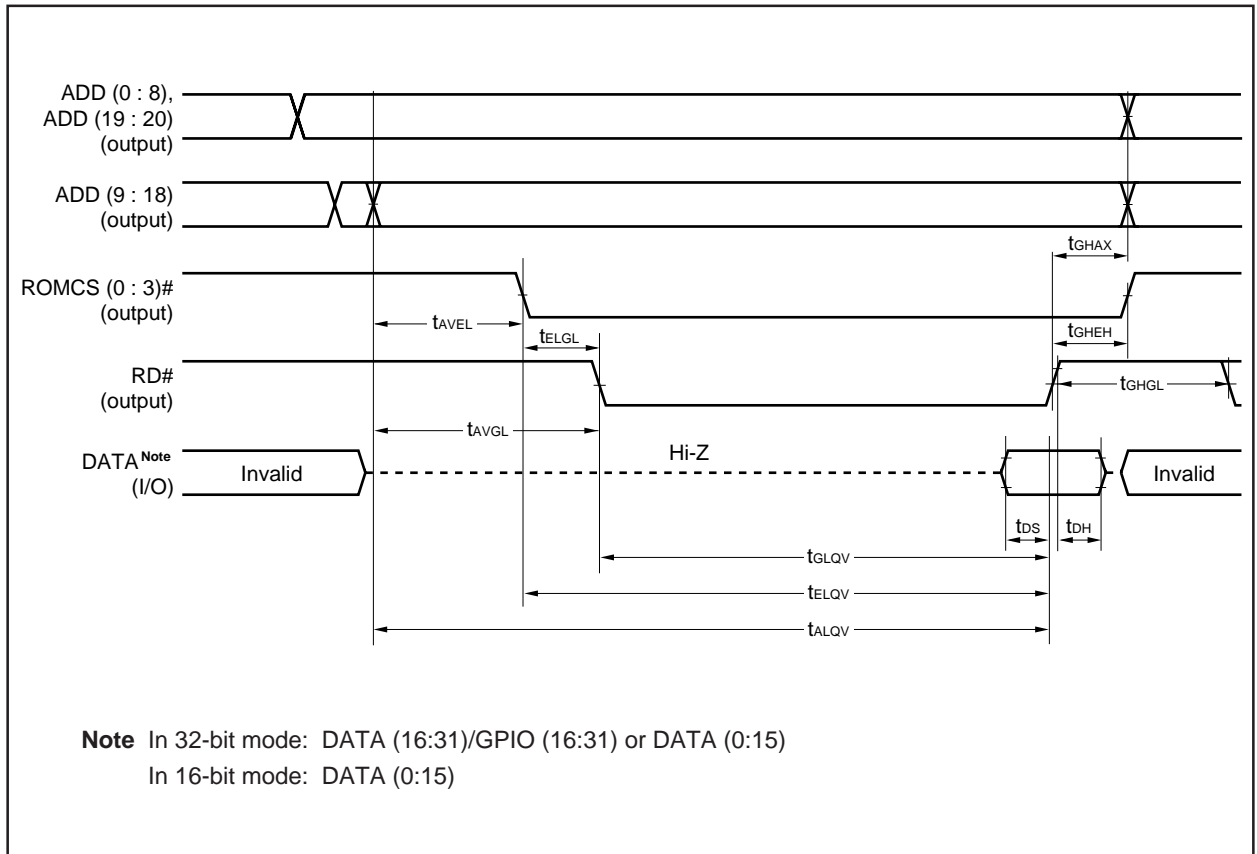 ADD (0 : 8),
ADD (19 : 20)
(output)
ADD (9 : 18)
(output)
tGHAX
ROMCS (0 : 3)#
(output)
tAVEL
tELGL
tGHEH
RD#
(output)
tGHGL
tAVGL
DATA Note
(I/O)
Invalid
Hi-Z
Invalid
tDS
tDH
tGLQV
tELQV
tALQV
Note In 32-bit mode: DATA (16:31)/GPIO (16:31) or DATA (0:15)
In 16-bit mode: DATA (0:15)